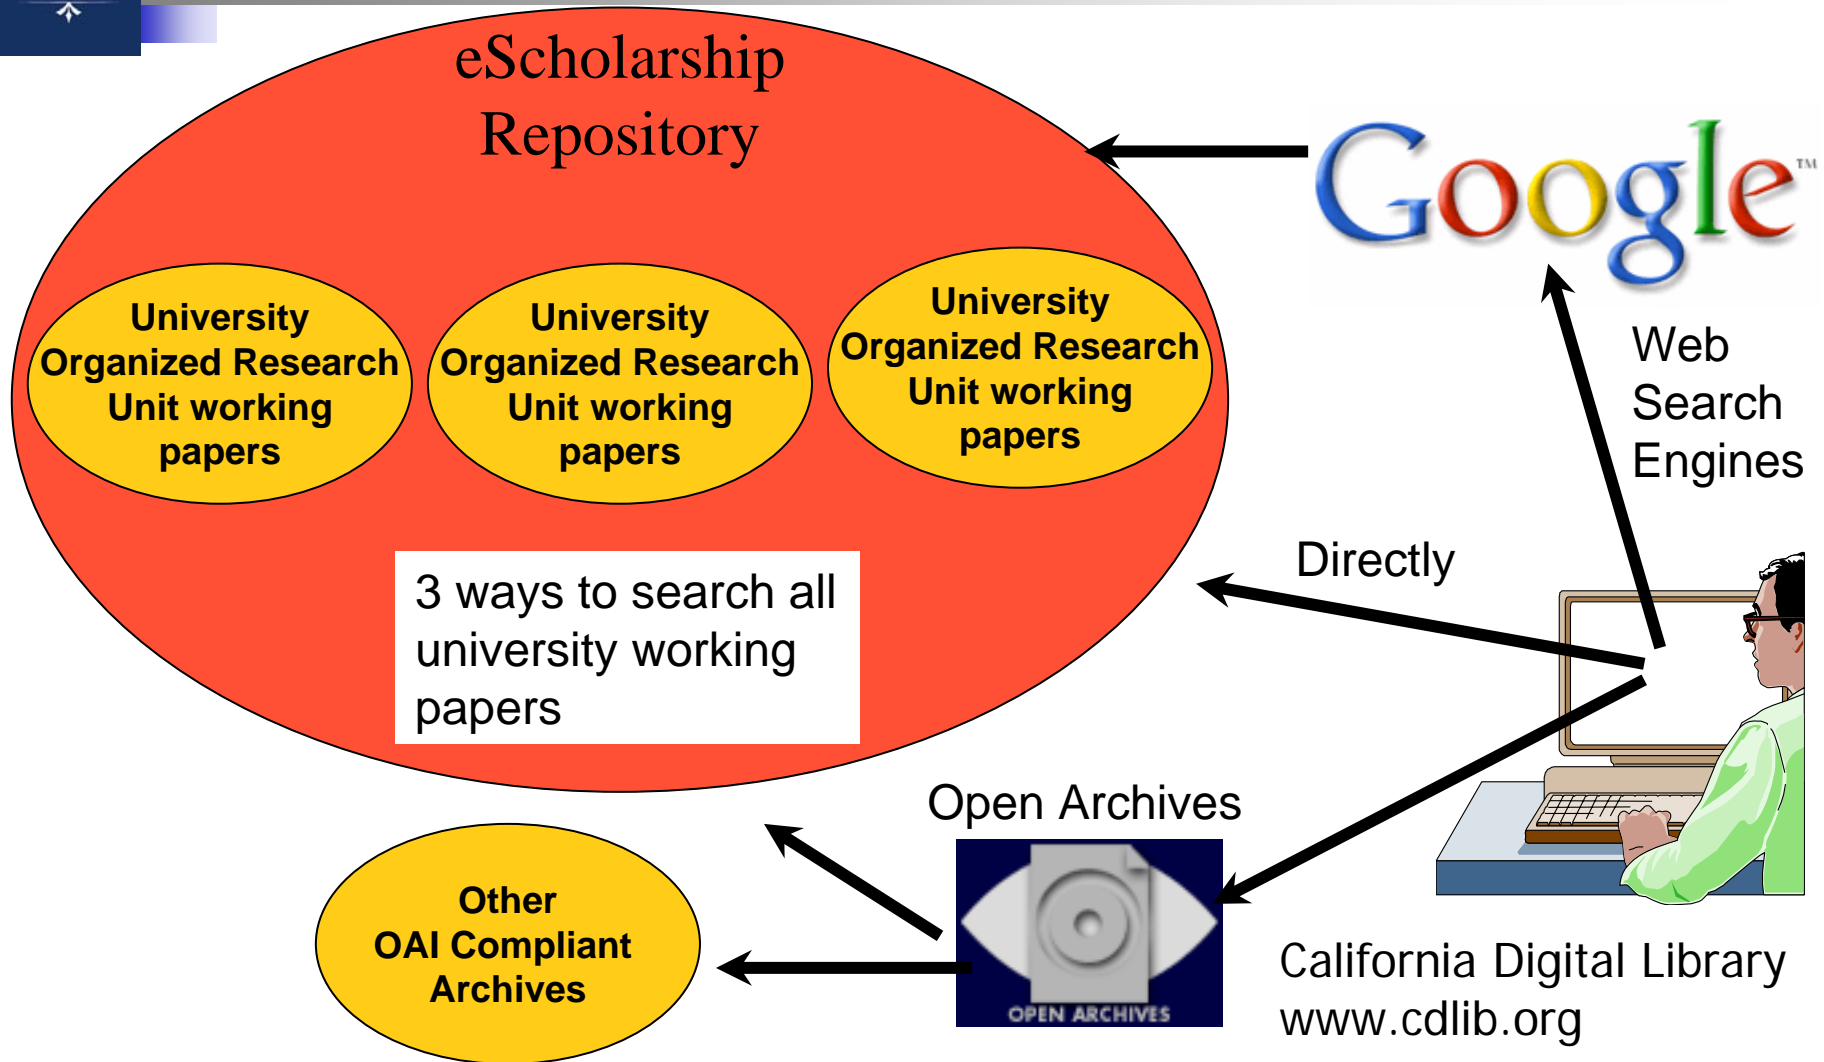 eScholarship
Repository
Google™
University
Organized Research
Unit working
papers
University
Organized Research
Unit working
papers
University
Organized Research
Unit working
papers
Web
Search
Engines
Directly
3 ways to search all
university working
papers
Open Archives
OPEN ARCHIVES
Other
OAI Compliant
Archives
California Digital Library
www.cdlib.org